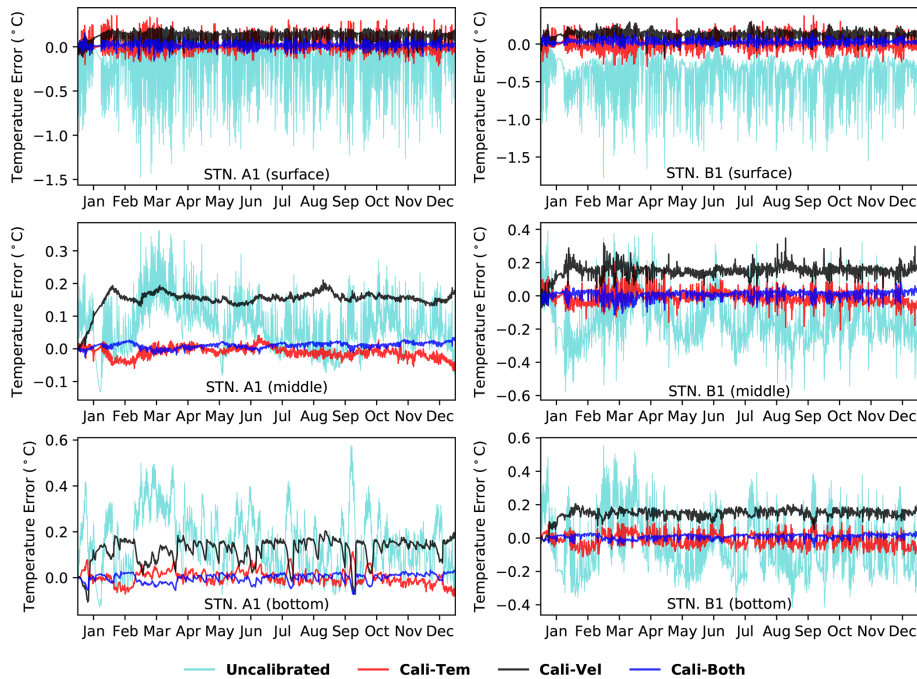 Temperature Error (°C)
0.0
−0.5
−1.0
−1.5
STN. A1 (surface)
Jan Feb Mar Apr May Jun Jul Aug Sep Oct Nov Dec
Temperature Error (°C)
0.0
−0.5
−1.0
−1.5
STN. B1 (surface)
Jan Feb Mar Apr May Jun Jul Aug Sep Oct Nov Dec
Temperature Error (°C)
0.3
0.2
0.1
0.0
−0.1
STN. A1 (middle)
Jan Feb Mar Apr May Jun Jul Aug Sep Oct Nov Dec
Temperature Error (°C)
0.4
0.2
0.0
−0.2
−0.4
−0.6
STN. B1 (middle)
Jan Feb Mar Apr May Jun Jul Aug Sep Oct Nov Dec
Temperature Error (°C)
0.6
0.4
0.2
0.0
STN. A1 (bottom)
Jan Feb Mar Apr May Jun Jul Aug Sep Oct Nov Dec
Temperature Error (°C)
0.6
0.4
0.2
0.0
−0.2
−0.4
STN. B1 (bottom)
Jan Feb Mar Apr May Jun Jul Aug Sep Oct Nov Dec
Uncalibrated Cali-Tem Cali-Vel Cali-Both